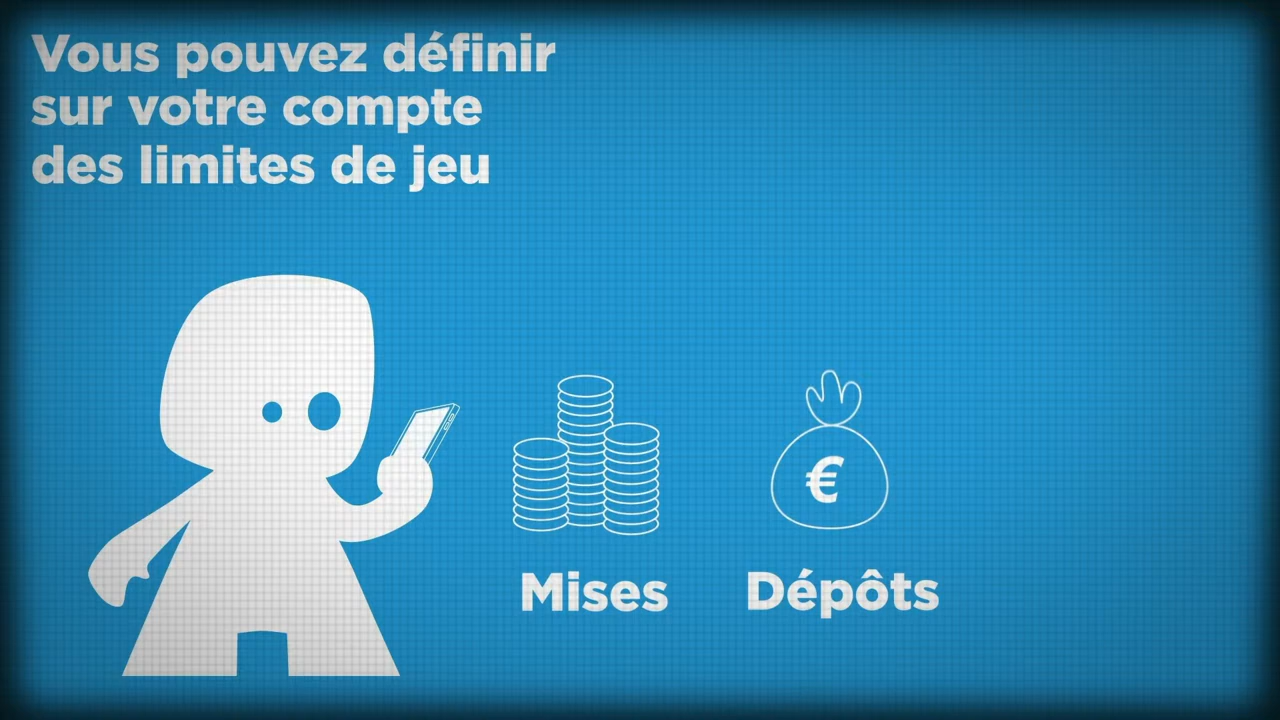 Vous pouvez définir
sur votre compte
des limites de jeu
€
Mises
Dépôts